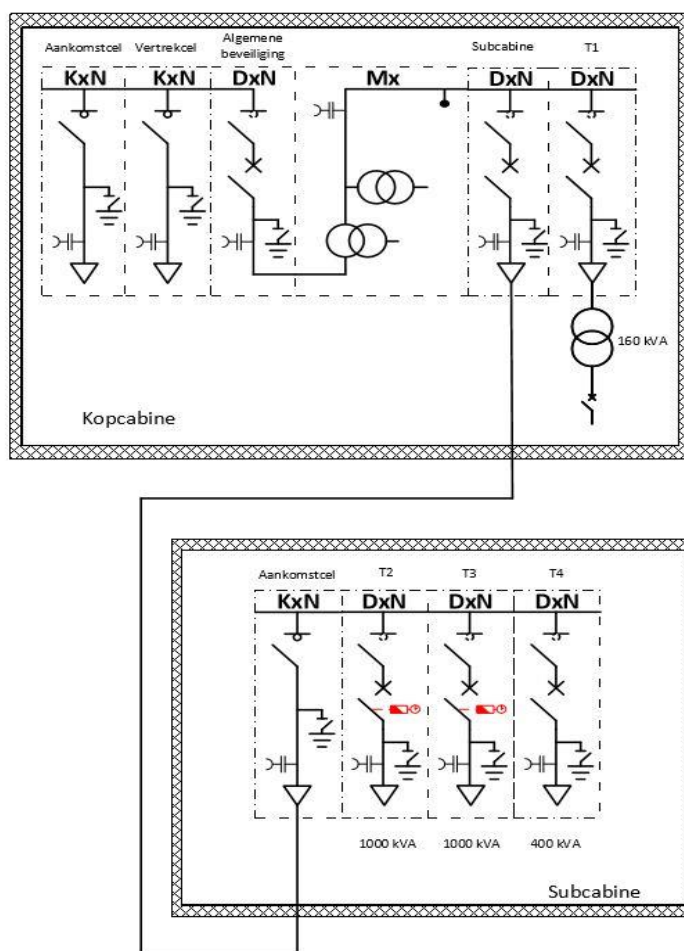 Aankomstcel
Vertrekcel
Algemene
beveiliging
Subcabine
T1
KxN
KxN
DxN
Mx
DxN
DxN
160 kVA
Kopcabine
Aankomstcel
T2
T3
T4
KxN
DxN
DxN
DxN
1000 kVA
1000 kVA
400 kVA
Subcabine